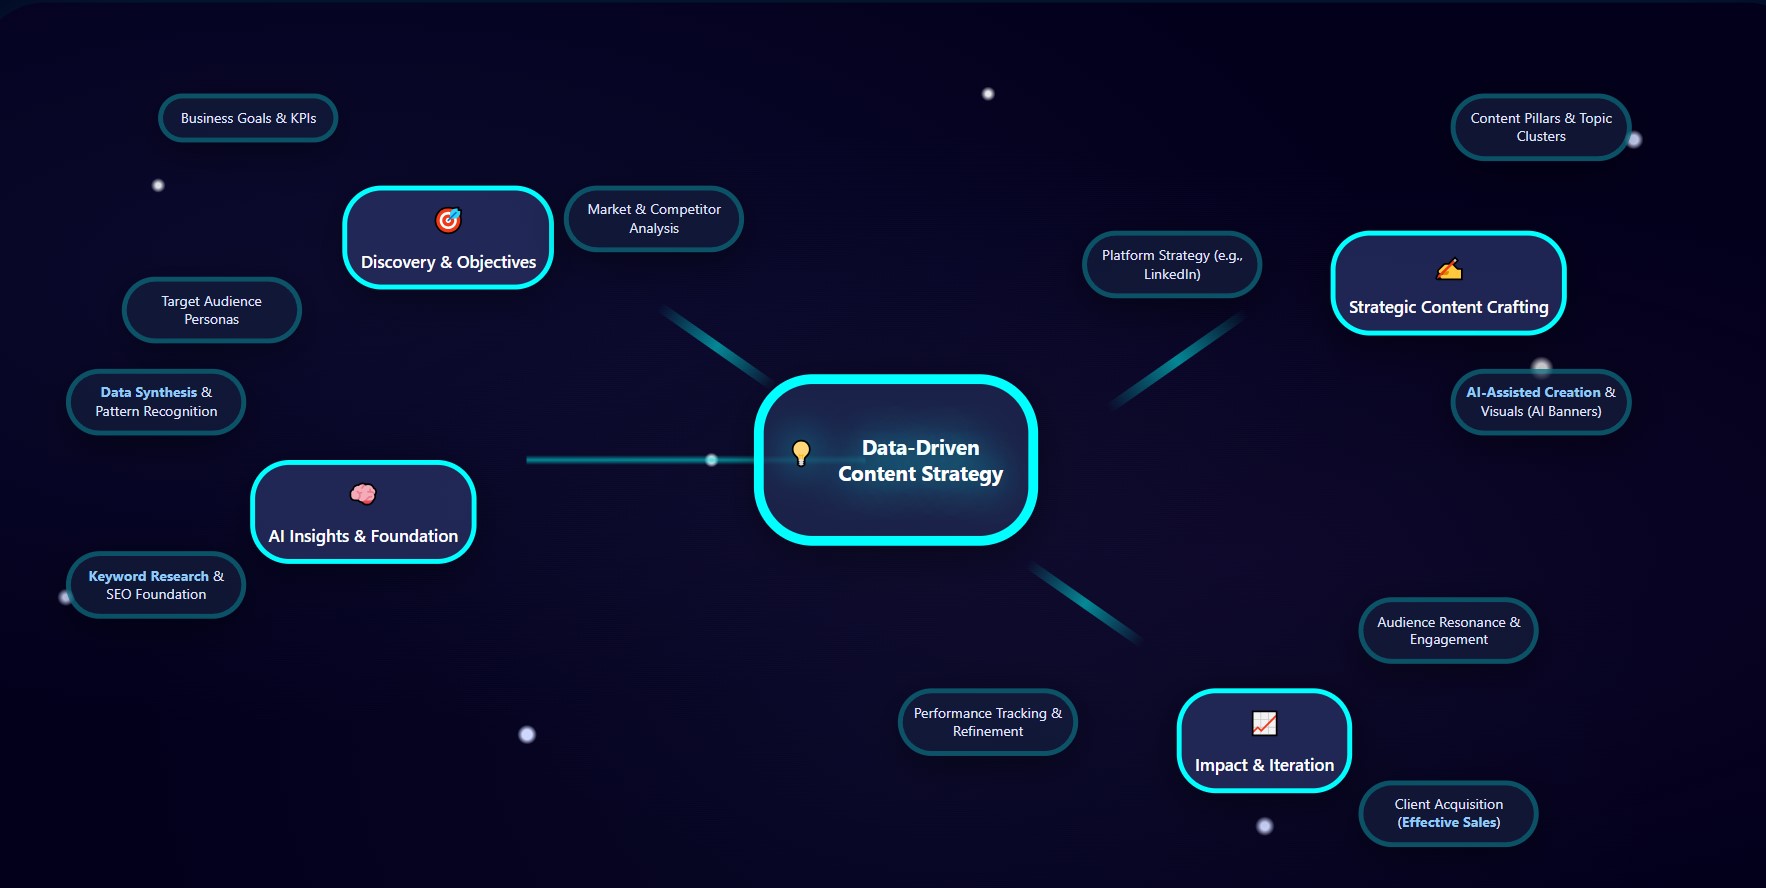 Business Goals & KPIs
Market & Competitor
Analysis
Discovery & Objectives
Target Audience
Personas
Data Synthesis &
Pattern Recognition
AI Insights & Foundation
Keyword Research &
SEO Foundation
Data-Driven
Content Strategy
Content Pillars & Topic
Clusters
Platform Strategy (e.g.,
LinkedIn)
Strategic Content Crafting
AI-Assisted Creation &
Visuals (AI Banners)
Audience Resonance &
Engagement
Performance Tracking &
Refinement
Impact & Iteration
Client Acquisition
(Effective Sales)